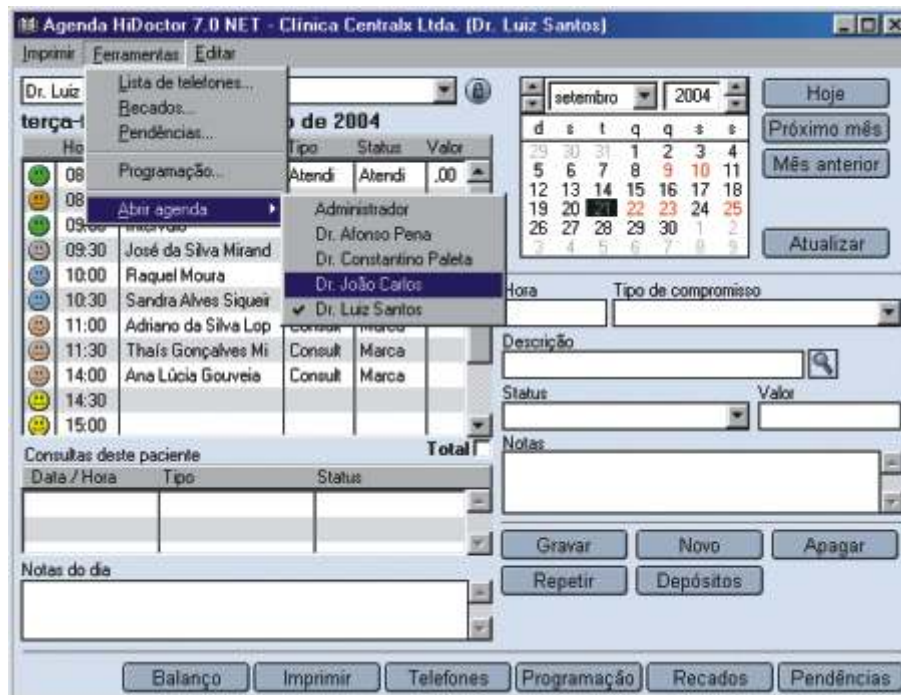 Agenda HiDoctor 7.0 NET - Clínica Centralx Ltda. (Dr. Luiz Santos)
Imprimir Ferramentas Editar
Dr. Luiz
Lista de telefones...
Recados...
Pendências...
Programação...
Abrir agenda
Administrador
Dr. Afonso Pena
Dr. Constantino Paleta
Dr. João Carlos
✓ Dr. Luiz Santos
terça-f o de 2004
Ho Tipo Status Valor
08 Atendi Atendi ,00
08
09:00 Intervalo
09:30 José da Silva Mirand
10:00 Raquel Moura
10:30 Sandra Alves Siqueir
11:00 Adriano da Silva Lop Consult Marca
11:30 Thaís Gonçalves Mi Consult Marca
14:00 Ana Lúcia Gouveia Consult Marca
14:30
15:00
Total
Consultas deste paciente
Data / Hora Tipo Status
Notas do dia
setembro 2004
d s t q q s s
29 30 31 1 2 3 4
5 6 7 8 9 10 11
12 13 14 15 16 17 18
19 20 21 22 23 24 25
26 27 28 29 30 1 2
3 4 5 6 7 8 9
Hoje
Próximo mês
Mês anterior
Atualizar
Hora Tipo de compromisso
Descrição
Status Valor
Notas
Gravar Novo Apagar
Repetir Depósitos
Balanço Imprimir Telefones Programação Recados Pendências